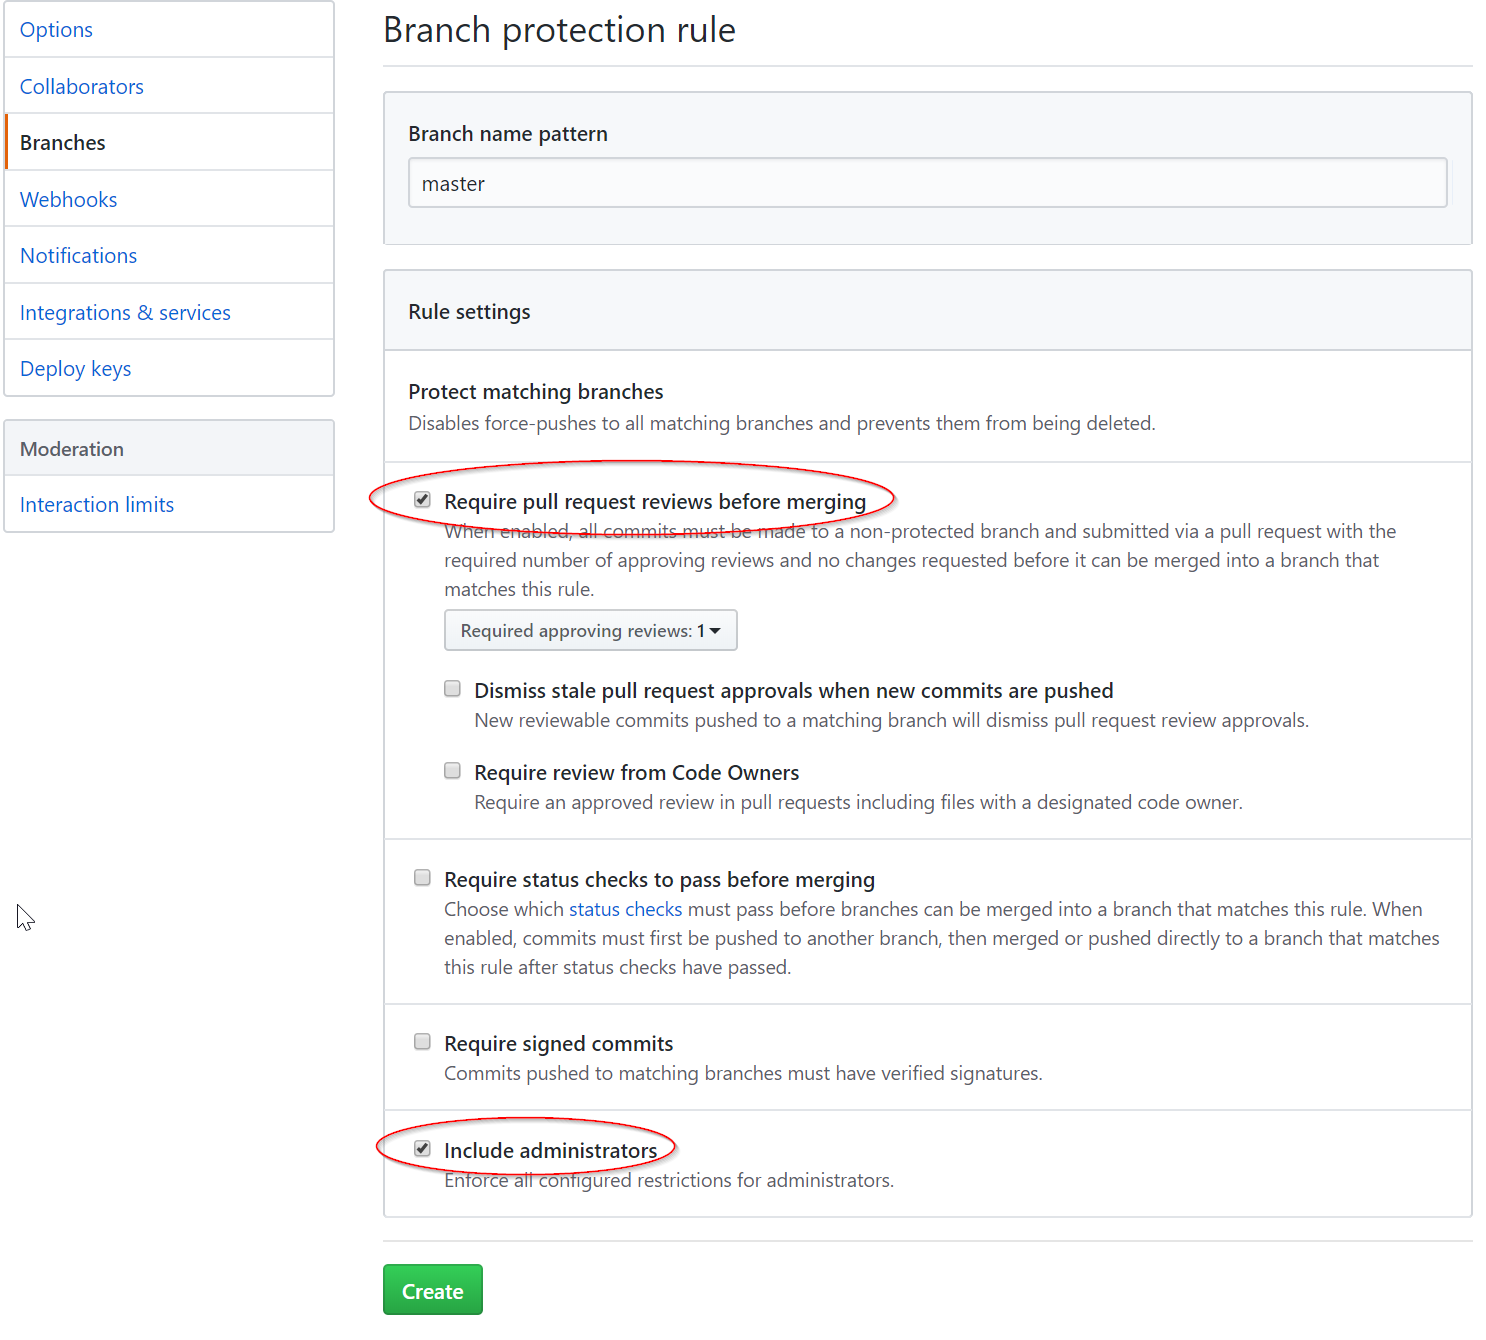 Options
Collaborators
Branches
Webhooks
Notifications
Integrations & services
Deploy keys
Moderation
Interaction limits
Branch protection rule
Branch name pattern
master
Rule settings
Protect matching branches
Disables force-pushes to all matching branches and prevents them from being deleted.
Require pull request reviews before merging
When enabled, all commits must be made to a non-protected branch and submitted via a pull request with the
required number of approving reviews and no changes requested before it can be merged into a branch that
matches this rule.
Required approving reviews: 1
Dismiss stale pull request approvals when new commits are pushed
New reviewable commits pushed to a matching branch will dismiss pull request review approvals.
Require review from Code Owners
Require an approved review in pull requests including files with a designated code owner.
Require status checks to pass before merging
Choose which status checks must pass before branches can be merged into a branch that matches this rule. When
enabled, commits must first be pushed to another branch, then merged or pushed directly to a branch that matches
this rule after status checks have passed.
Require signed commits
Commits pushed to matching branches must have verified signatures.
Include administrators
Enforce all configured restrictions for administrators.
Create